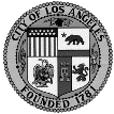 CITY OF LOS ANGELES
FOUNDED 1781